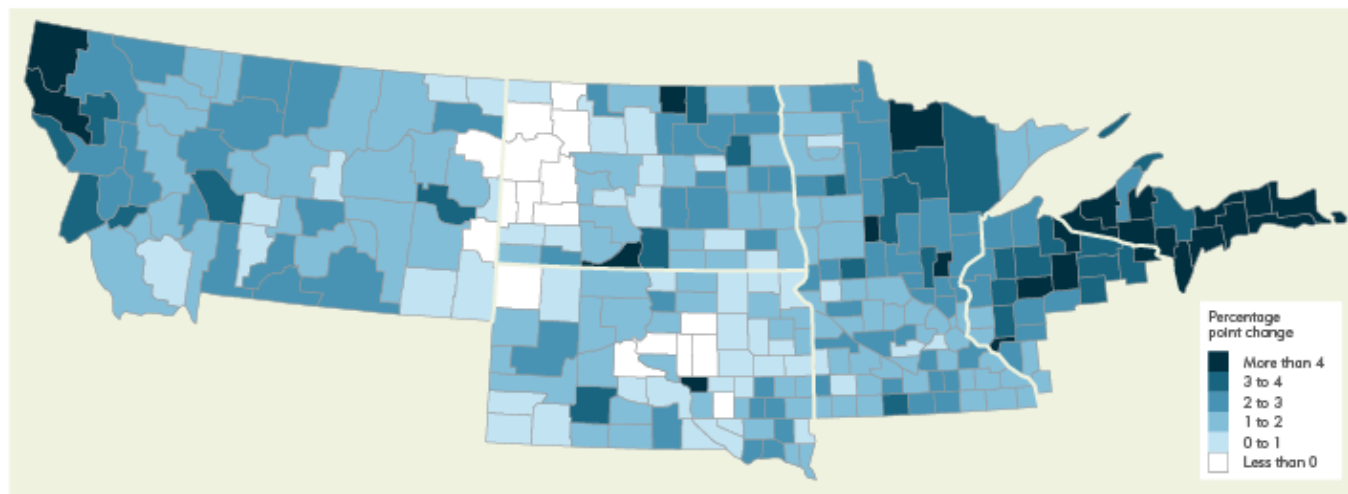 Percentage
point change
More than 4
3 to 4
2 to 3
1 to 2
0 to 1
Less than 0